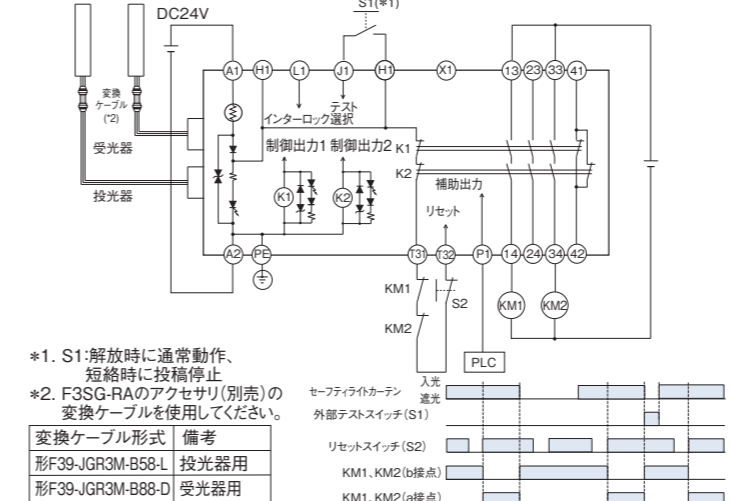 S1(*1)
DC24V
A1 H1 L1 J1 H1 X1 13 23 33 41
変換
ケーブル
(*2)
テスト
インターロック選択
受光器
制御出力1 制御出力2 K1
K2
補助出力
投光器
K1 K2
リセット
A2 PE T31 T32 P1 14 24 34 42
KM1
S2
KM1 KM2
KM2
PLC
*1. S1:解放時に通常動作、
短絡時に投稿停止
*2. F3SG-RAのアクセサリ(別売)の
変換ケーブルを使用してください。
変換ケーブル形式 備考
形F39-JGR3M-B58-L 投光器用
形F39-JGR3M-B88-D 受光器用
入光
セーフティライトカーテン
遮光
外部テストスイッチ(S1)
リセットスイッチ(S2)
KM1、KM2(b接点)
KM1、KM2(a接点)